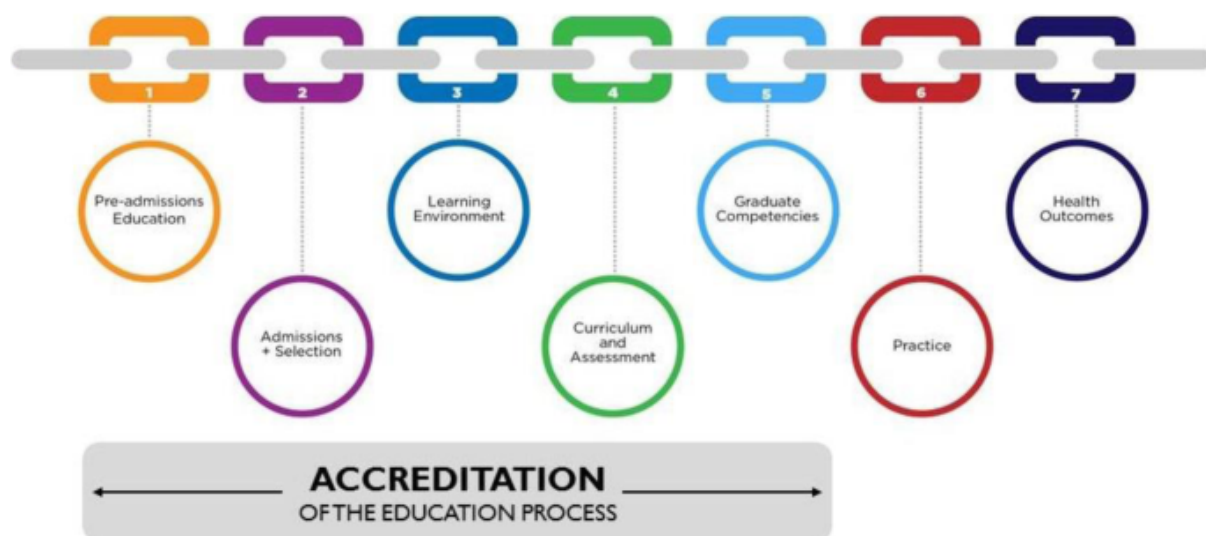 1
2
3
4
5
6
7
Pre-admissions
Education
Learning
Environment
Graduate
Competencies
Health
Outcomes
Admissions
+ Selection
Curriculum
and
Assessment
Practice
ACCREDITATION
OF THE EDUCATION PROCESS